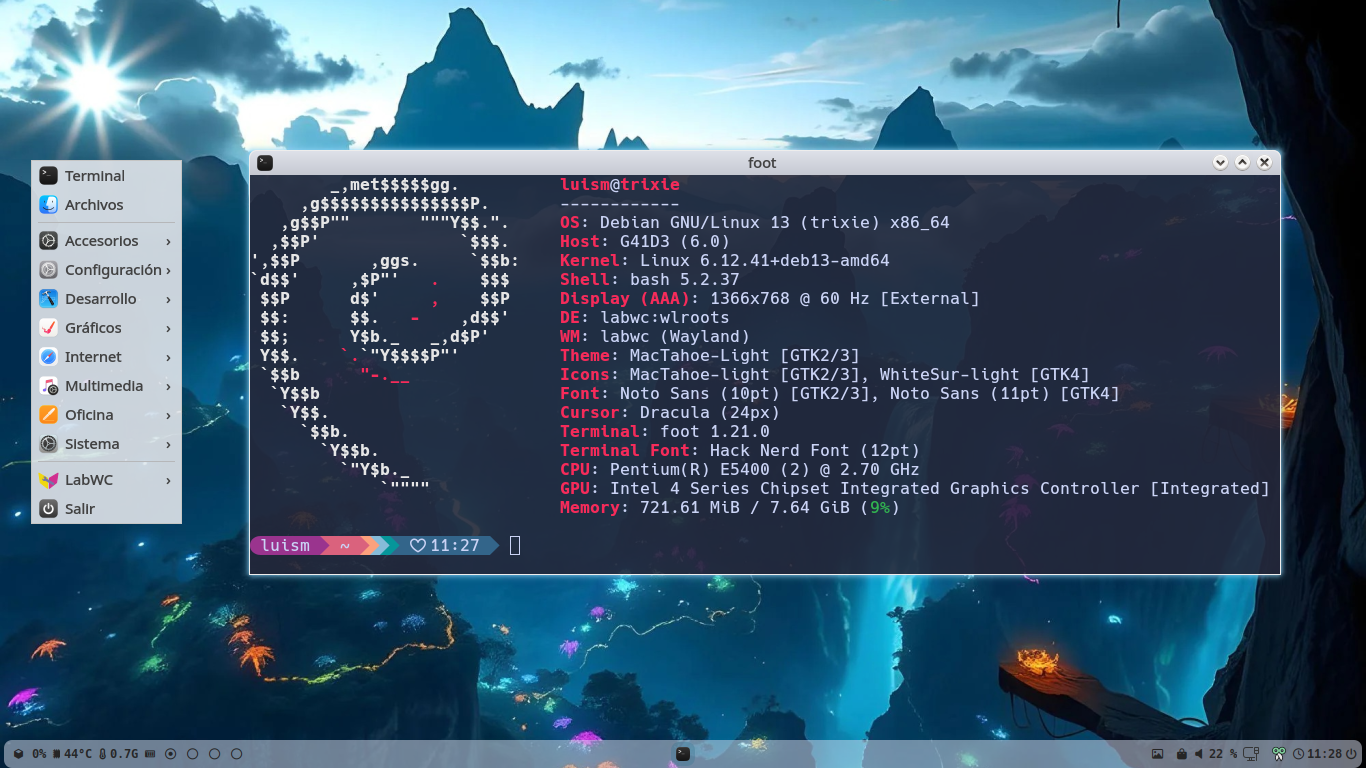 foot
Terminal
Archivos
Accesorios
Configuración
Desarrollo
Gráficos
Internet
Multimedia
Oficina
Sistema
LabWC
Salir
luism@trixie
------------
OS: Debian GNU/Linux 13 (trixie) x86_64
Host: G41D3 (6.0)
Kernel: Linux 6.12.41+deb13-amd64
Shell: bash 5.2.37
Display (AAA): 1366x768 @ 60 Hz [External]
DE: labwc:wlroots
WM: labwc (Wayland)
Theme: MacTahoe-Light [GTK2/3]
Icons: MacTahoe-light [GTK2/3], WhiteSur-light [GTK4]
Font: Noto Sans (10pt) [GTK2/3], Noto Sans (11pt) [GTK4]
Cursor: Dracula (24px)
Terminal: foot 1.21.0
Terminal Font: Hack Nerd Font (12pt)
CPU: Pentium(R) E5400 (2) @ 2.70 GHz
GPU: Intel 4 Series Chipset Integrated Graphics Controller [Integrated]
Memory: 721.61 MiB / 7.64 GiB (9%)
luism ~ 11:27
0% 44°C 0.7G
22 % 11:28